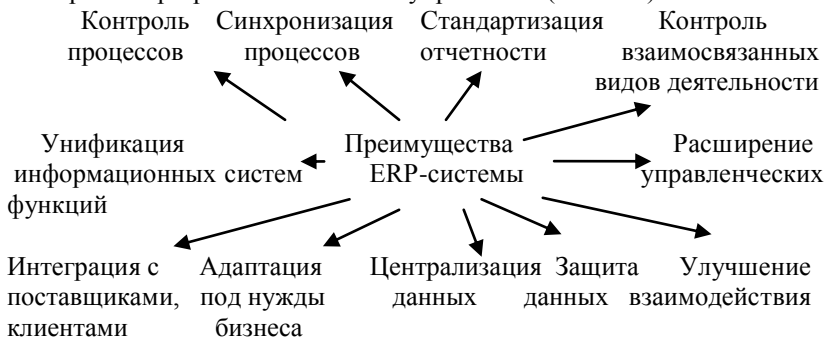 Контроль Синхронизация Стандартизация Контроль
процессов процессов отчетности взаимосвязанных
видов деятельности
Унификация Преимущества Расширение
информационных систем ERP-системы управленческих
функций
Интеграция с Адаптация Централизация Защита Улучшение
поставщиками, под нужды данных данных взаимодействия
клиентами бизнеса